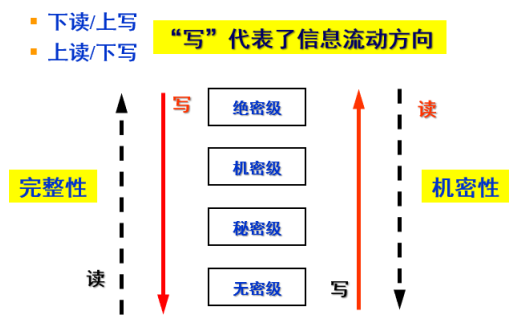 下读/上写
上读/下写
“写”代表了信息流动方向
写
绝密级
读
机密级
完整性
机密性
秘密级
读
无密级
写